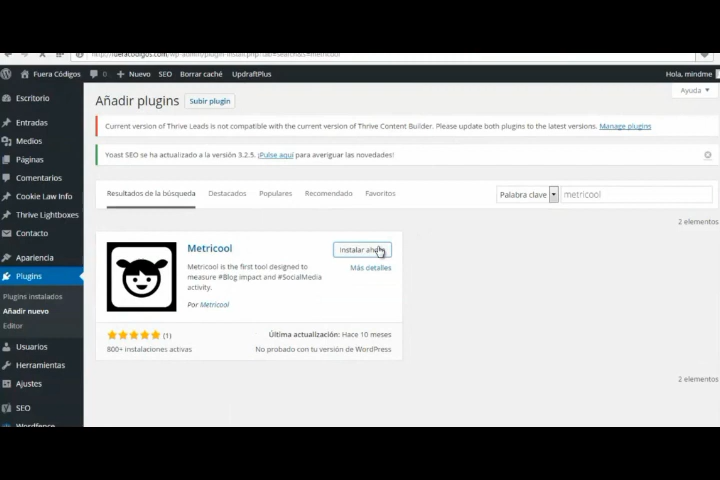 Fuera Códigos 0 Nuevo SEO Borrar caché UpdraftPlus Hola, mindme
Ayuda
Escritorio
Entradas
Medios
Páginas
Comentarios
Cookie Law Info
Thrive Lightboxes
Contacto
Apariencia
Plugins
Plugins instalados
Añadir nuevo
Editor
Usuarios
Herramientas
Ajustes
SEO
Wordfence
Añadir plugins Subir plugin
Current version of Thrive Leads is not compatible with the current version of Thrive Content Builder. Please update both plugins to the latest versions. Manage plugins
Yoast SEO se ha actualizado a la versión 3.2.5. ¡Pulse aquí para averiguar las novedades!
Resultados de la búsqueda Destacados Populares Recomendado Favoritos Palabra clave metricool
2 elementos
Metricool Instalar ahora
Más detalles
Metricool is the first tool designed to
measure #Blog impact and #SocialMedia
activity.
Por Metricool
(1) Última actualización: Hace 10 meses
800+ instalaciones activas No probado con tu versión de WordPress
2 elementos